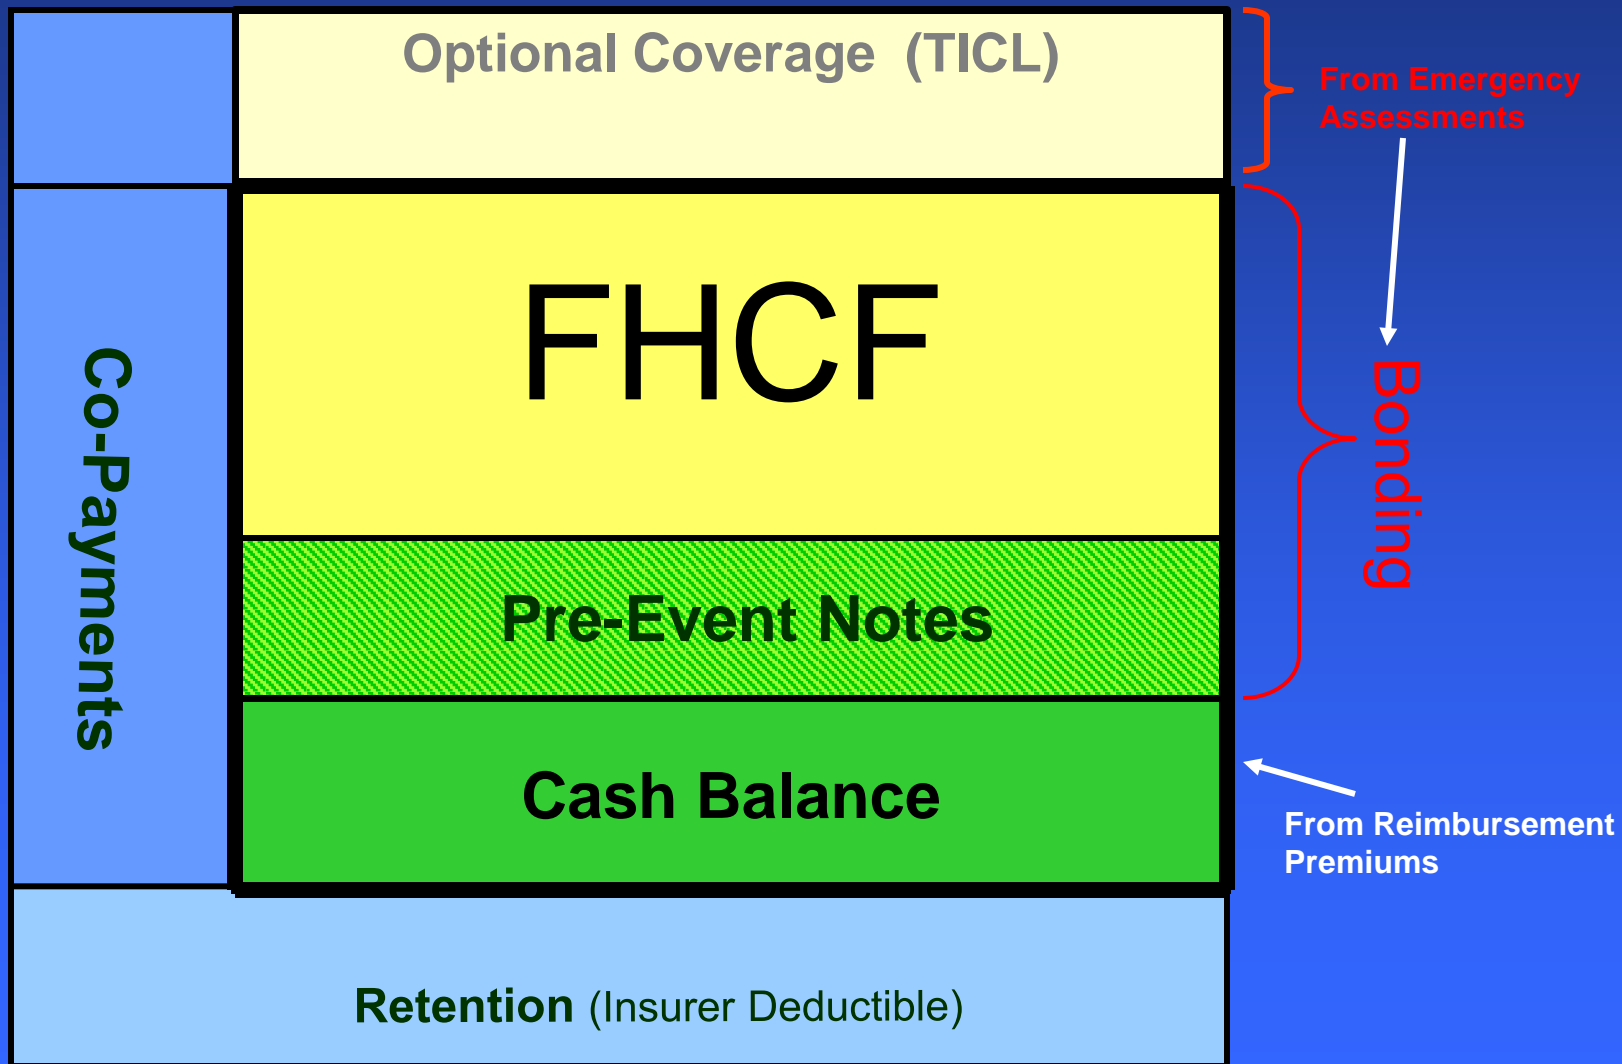 Optional Coverage (TICL)
From Emergency
Assessments
FHCF
Co-Payments
Bonding
Pre-Event Notes
Cash Balance
From Reimbursement
Premiums
Retention (Insurer Deductible)